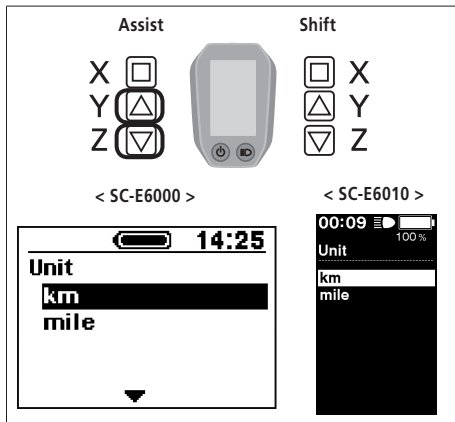 Assist Shift
X X
Y Y
Z Z
< SC-E6000 > < SC-E6010 >
14:25
Unit
km
mile
00:09
100 %
Unit
km
mile